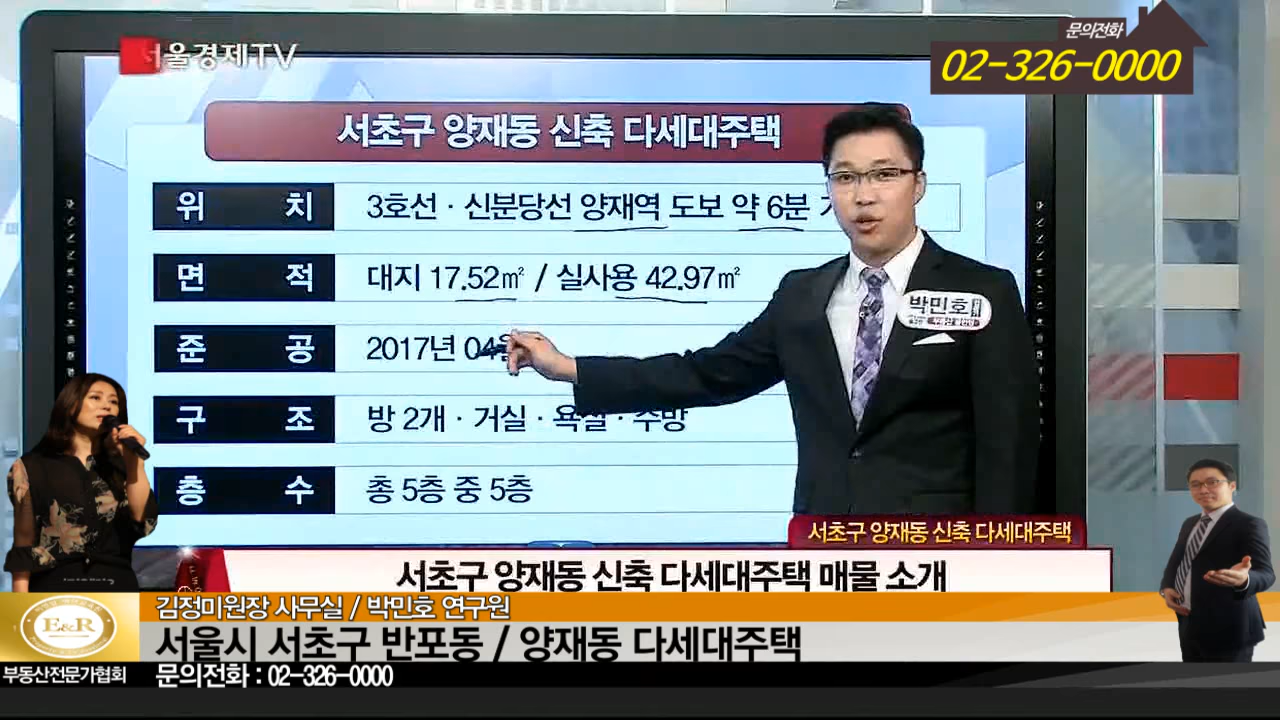 서울경제TV
문의전화
02-326-0000
서초구 양재동 신축 다세대주택
위 치
3호선 · 신분당선 양재역 도보 약 6분
면 적
대지 17.52㎡ / 실사용 42.97㎡
준 공
2017년 04월
구 조
방 2개 · 거실 · 욕실 · 주방
층 수
총 5층 중 5층
박민호
서초구 양재동 신축 다세대주택
서초구 양재동 신축 다세대주택 매물 소개
김정미원장 사무실 / 박민호 연구원
서울시 서초구 반포동 / 양재동 다세대주택
E&R
부동산전문가협회
문의전화 : 02-326-0000